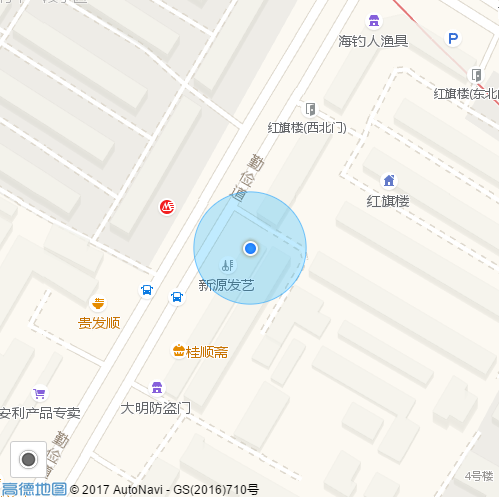 海钓人渔具
P
红旗楼(东北
红旗楼(西北门)
勤俭道
红旗楼
新源发艺
贵发顺
桂顺斋
大明防盗门
安利产品专卖
勤俭道
4号楼
高德地图 © 2017 AutoNavi - GS(2016)710号